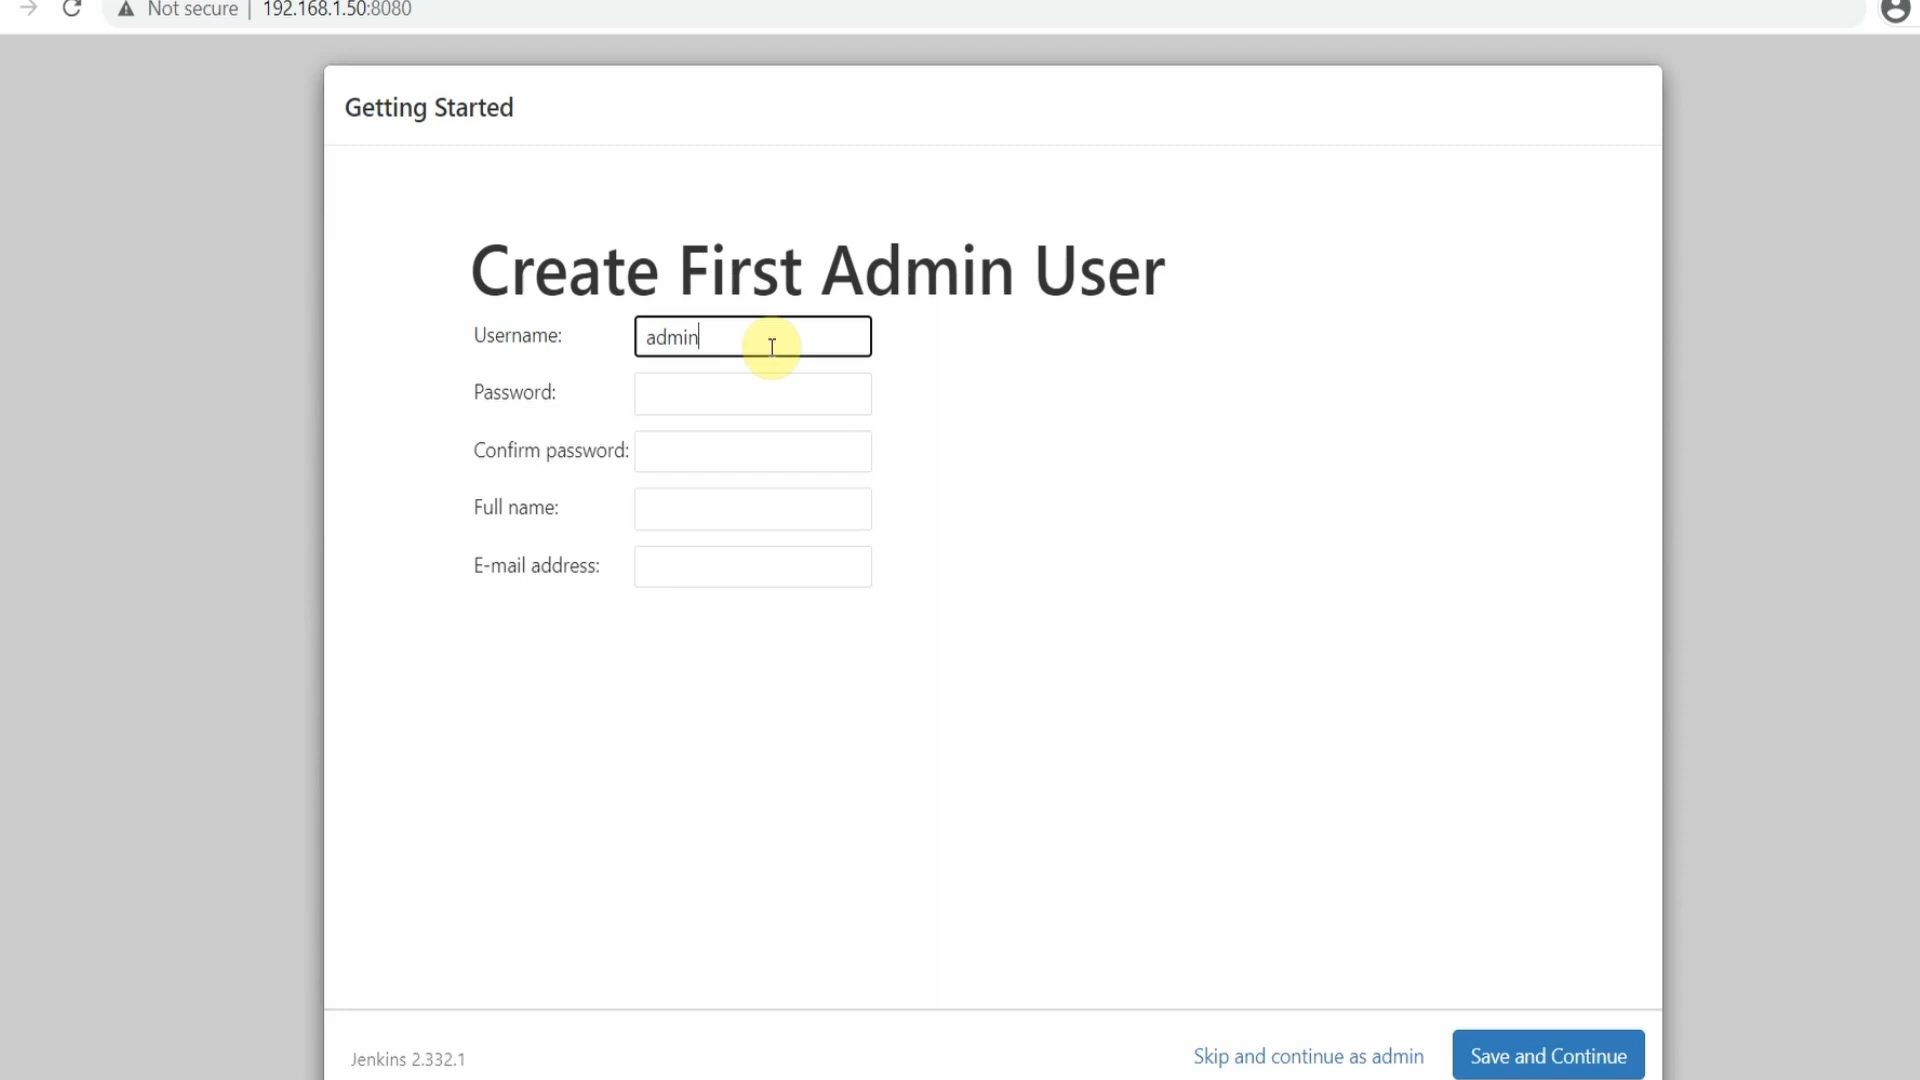 Not secure | 192.168.1.50:8080
Getting Started
Create First Admin User
Username: admin
Password:
Confirm password:
Full name:
E-mail address:
Jenkins 2.332.1 Skip and continue as admin Save and Continue